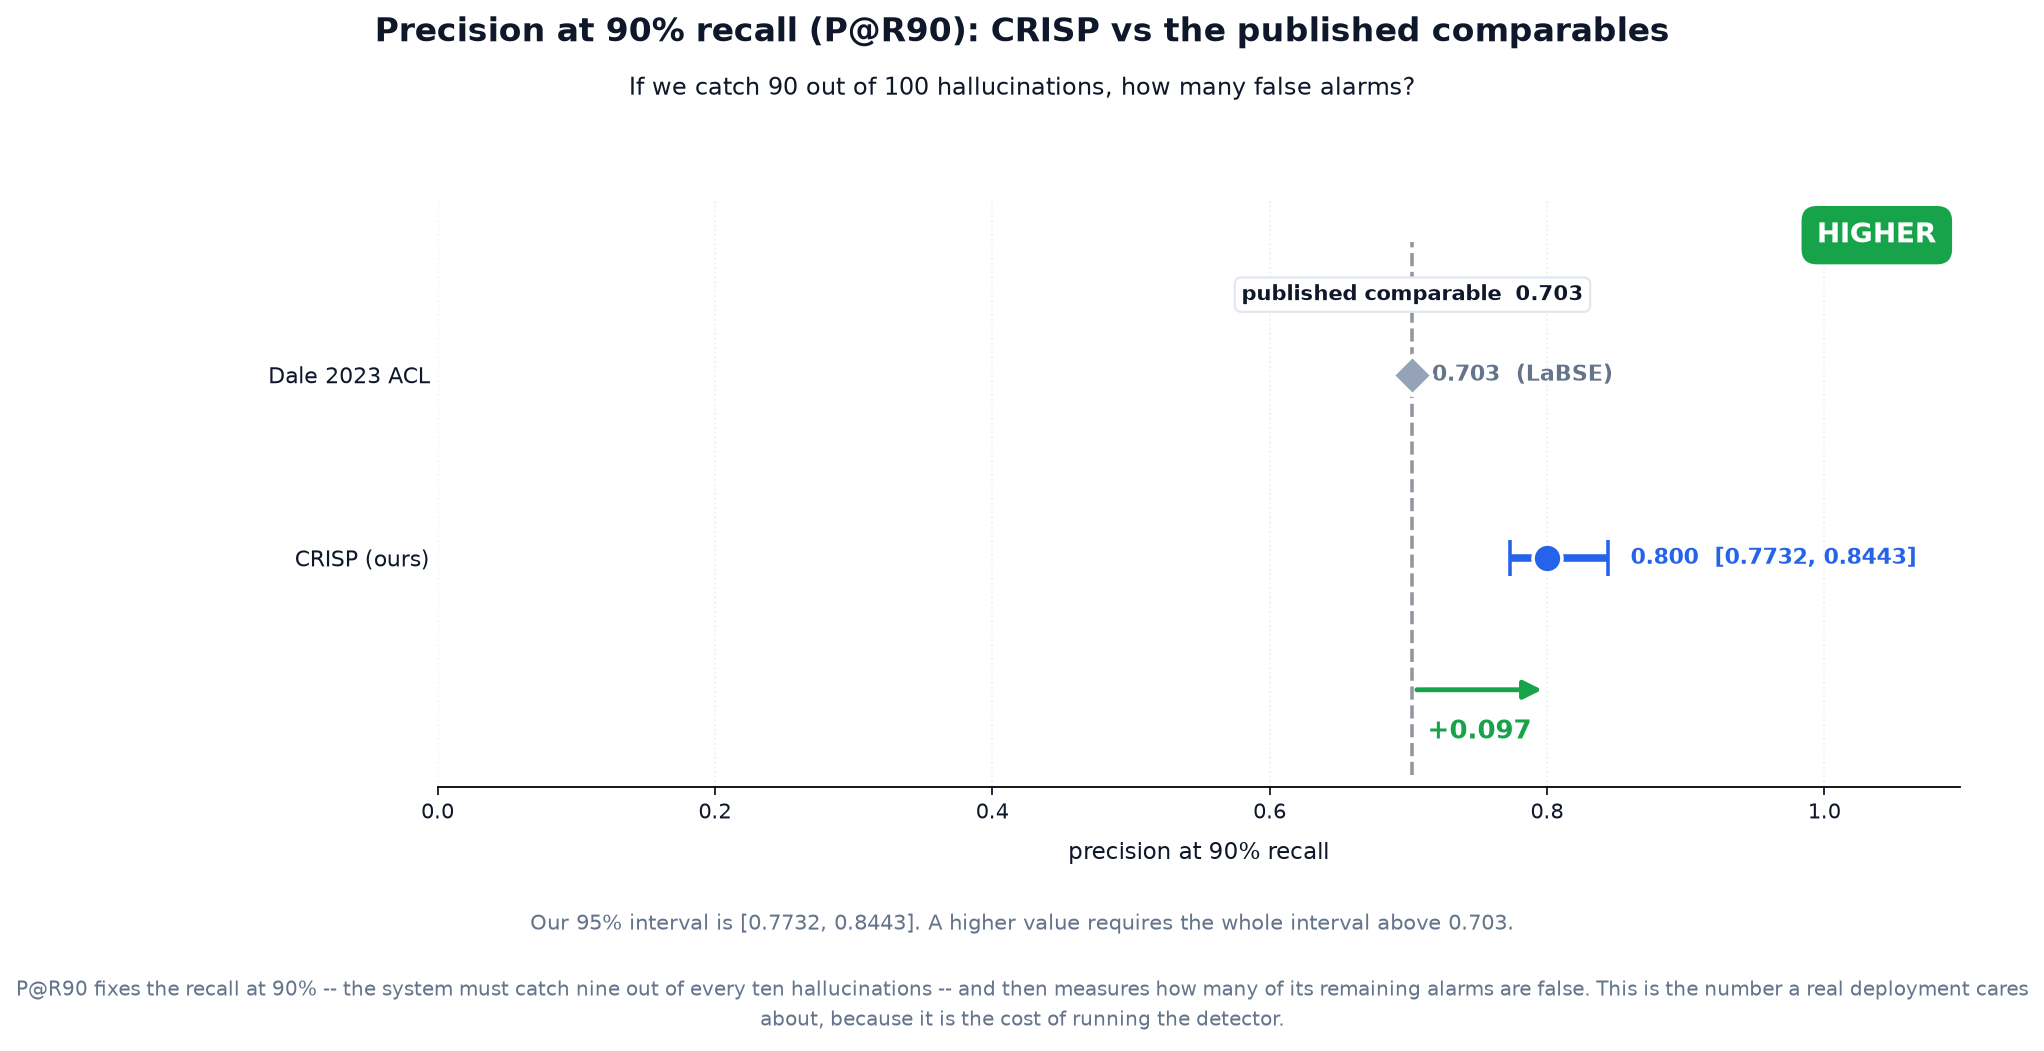 Precision at 90% recall (P@R90): CRISP vs the published comparables
If we catch 90 out of 100 hallucinations, how many false alarms?
HIGHER
published comparable 0.703
Dale 2023 ACL
0.703 (LaBSE)
CRISP (ours)
0.800 [0.7732, 0.8443]
+0.097
0.0 0.2 0.4 0.6 0.8 1.0
precision at 90% recall
Our 95% interval is [0.7732, 0.8443]. A higher value requires the whole interval above 0.703.
P@R90 fixes the recall at 90% -- the system must catch nine out of every ten hallucinations -- and then measures how many of its remaining alarms are false. This is the number a real deployment cares
about, because it is the cost of running the detector.